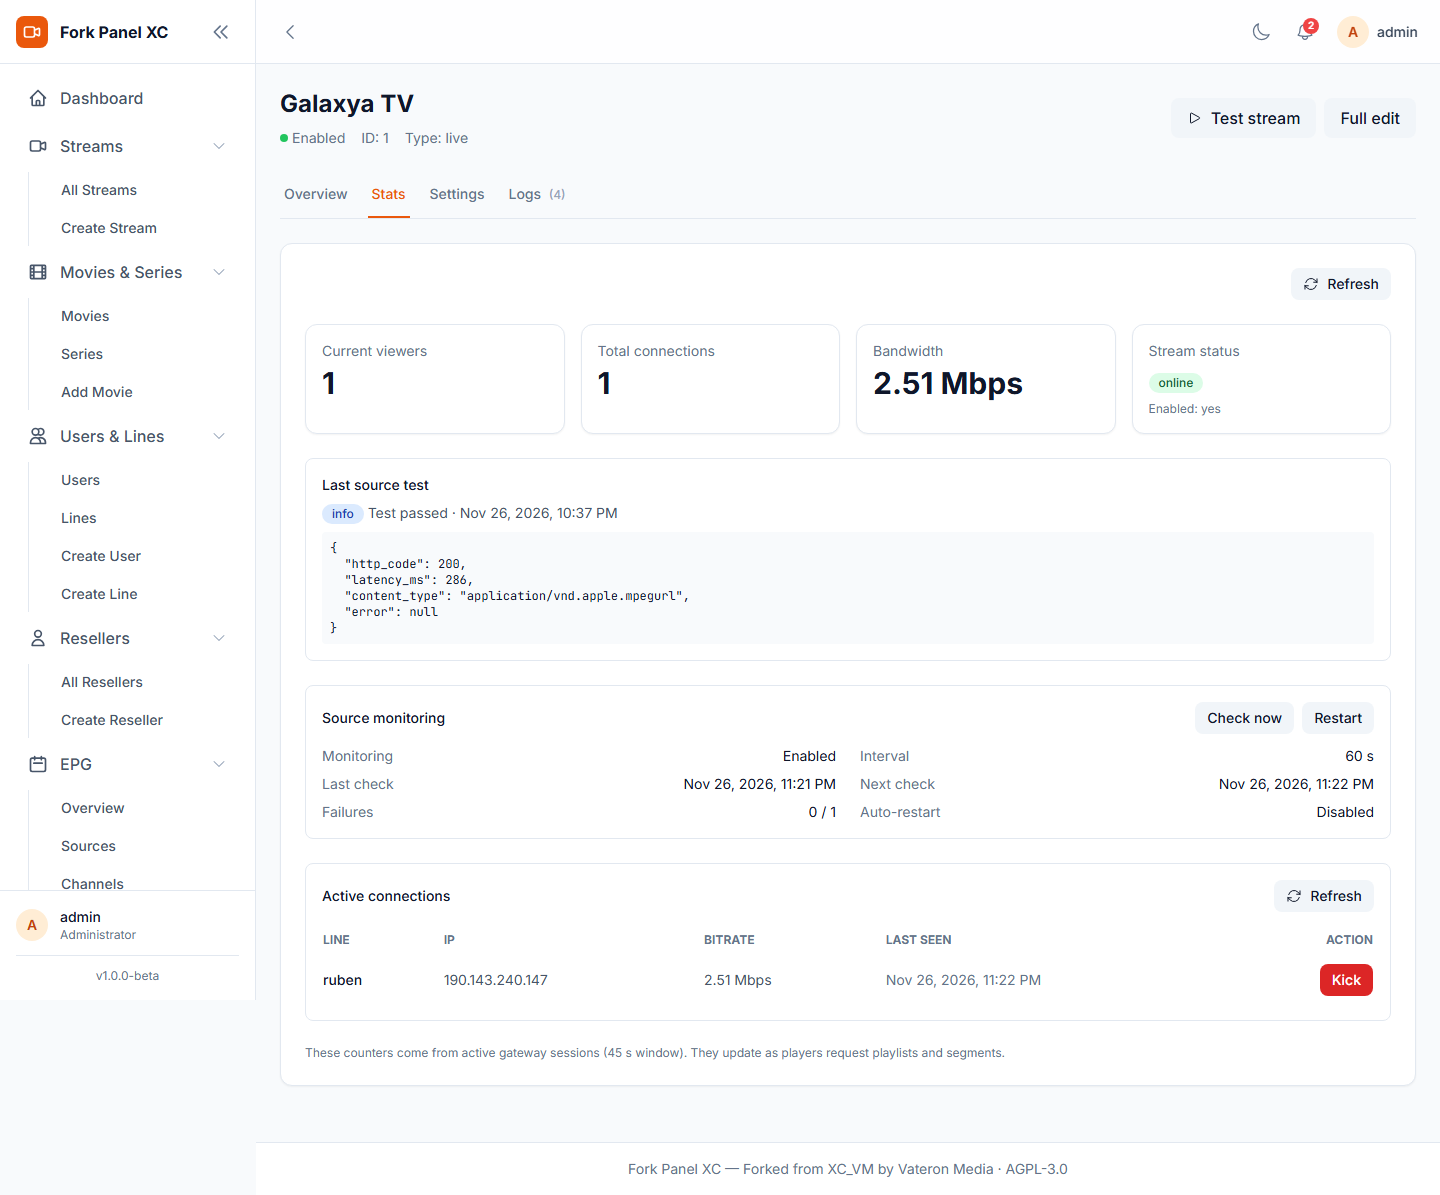 Fork Panel XC
2
A
admin
Dashboard
Streams
All Streams
Create Stream
Movies & Series
Movies
Series
Add Movie
Users & Lines
Users
Lines
Create User
Create Line
Resellers
All Resellers
Create Reseller
EPG
Overview
Sources
Channels
A
admin
Administrator
v1.0.0-beta
Galaxya TV
Enabled ID: 1 Type: live
Test stream
Full edit
Overview Stats Settings Logs (4)
Refresh
Current viewers
1
Total connections
1
Bandwidth
2.51 Mbps
Stream status
online
Enabled: yes
Last source test
info Test passed · Nov 26, 2026, 10:37 PM
{
"http_code": 200,
"latency_ms": 286,
"content_type": "application/vnd.apple.mpegurl",
"error": null
}
Source monitoring
Check now
Restart
Monitoring Enabled Interval 60 s
Last check Nov 26, 2026, 11:21 PM Next check Nov 26, 2026, 11:22 PM
Failures 0 / 1 Auto-restart Disabled
Active connections
Refresh
LINE IP BITRATE LAST SEEN ACTION
ruben 190.143.240.147 2.51 Mbps Nov 26, 2026, 11:22 PM Kick
These counters come from active gateway sessions (45 s window). They update as players request playlists and segments.
Fork Panel XC — Forked from XC_VM by Vateron Media · AGPL-3.0